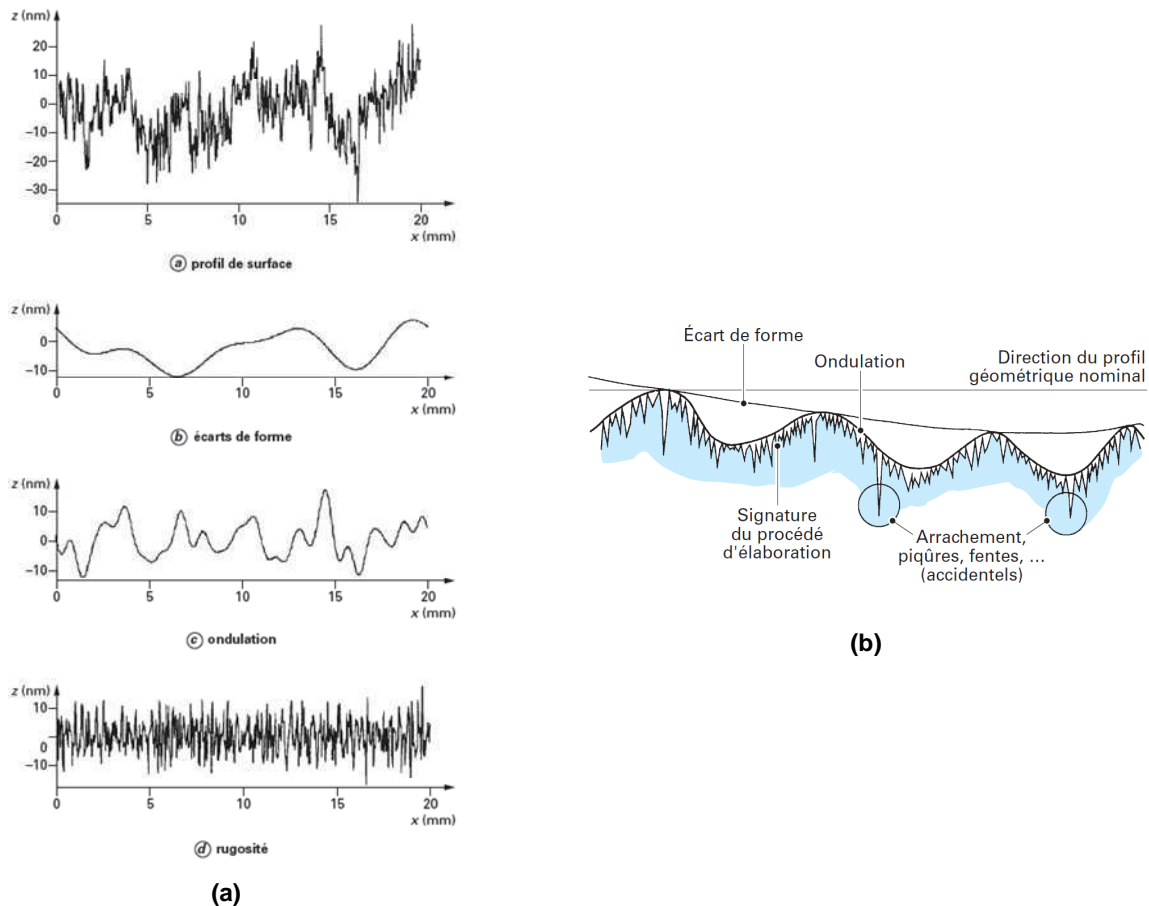 z (nm)
20
10
0
−10
−20
−30
0
5
10
15
20
x (mm)
a profil de surface
z (nm)
0
−10
0
5
10
15
20
x (mm)
b écarts de forme
z (nm)
10
0
−10
0
5
10
15
20
x (mm)
c ondulation
z (nm)
10
0
−10
0
5
10
15
20
x (mm)
d rugosité
(a)
Écart de forme
Ondulation
Direction du profil
géométrique nominal
Signature
du procédé
d'élaboration
Arrachement,
piqûres, fentes, ...
(accidentels)
(b)